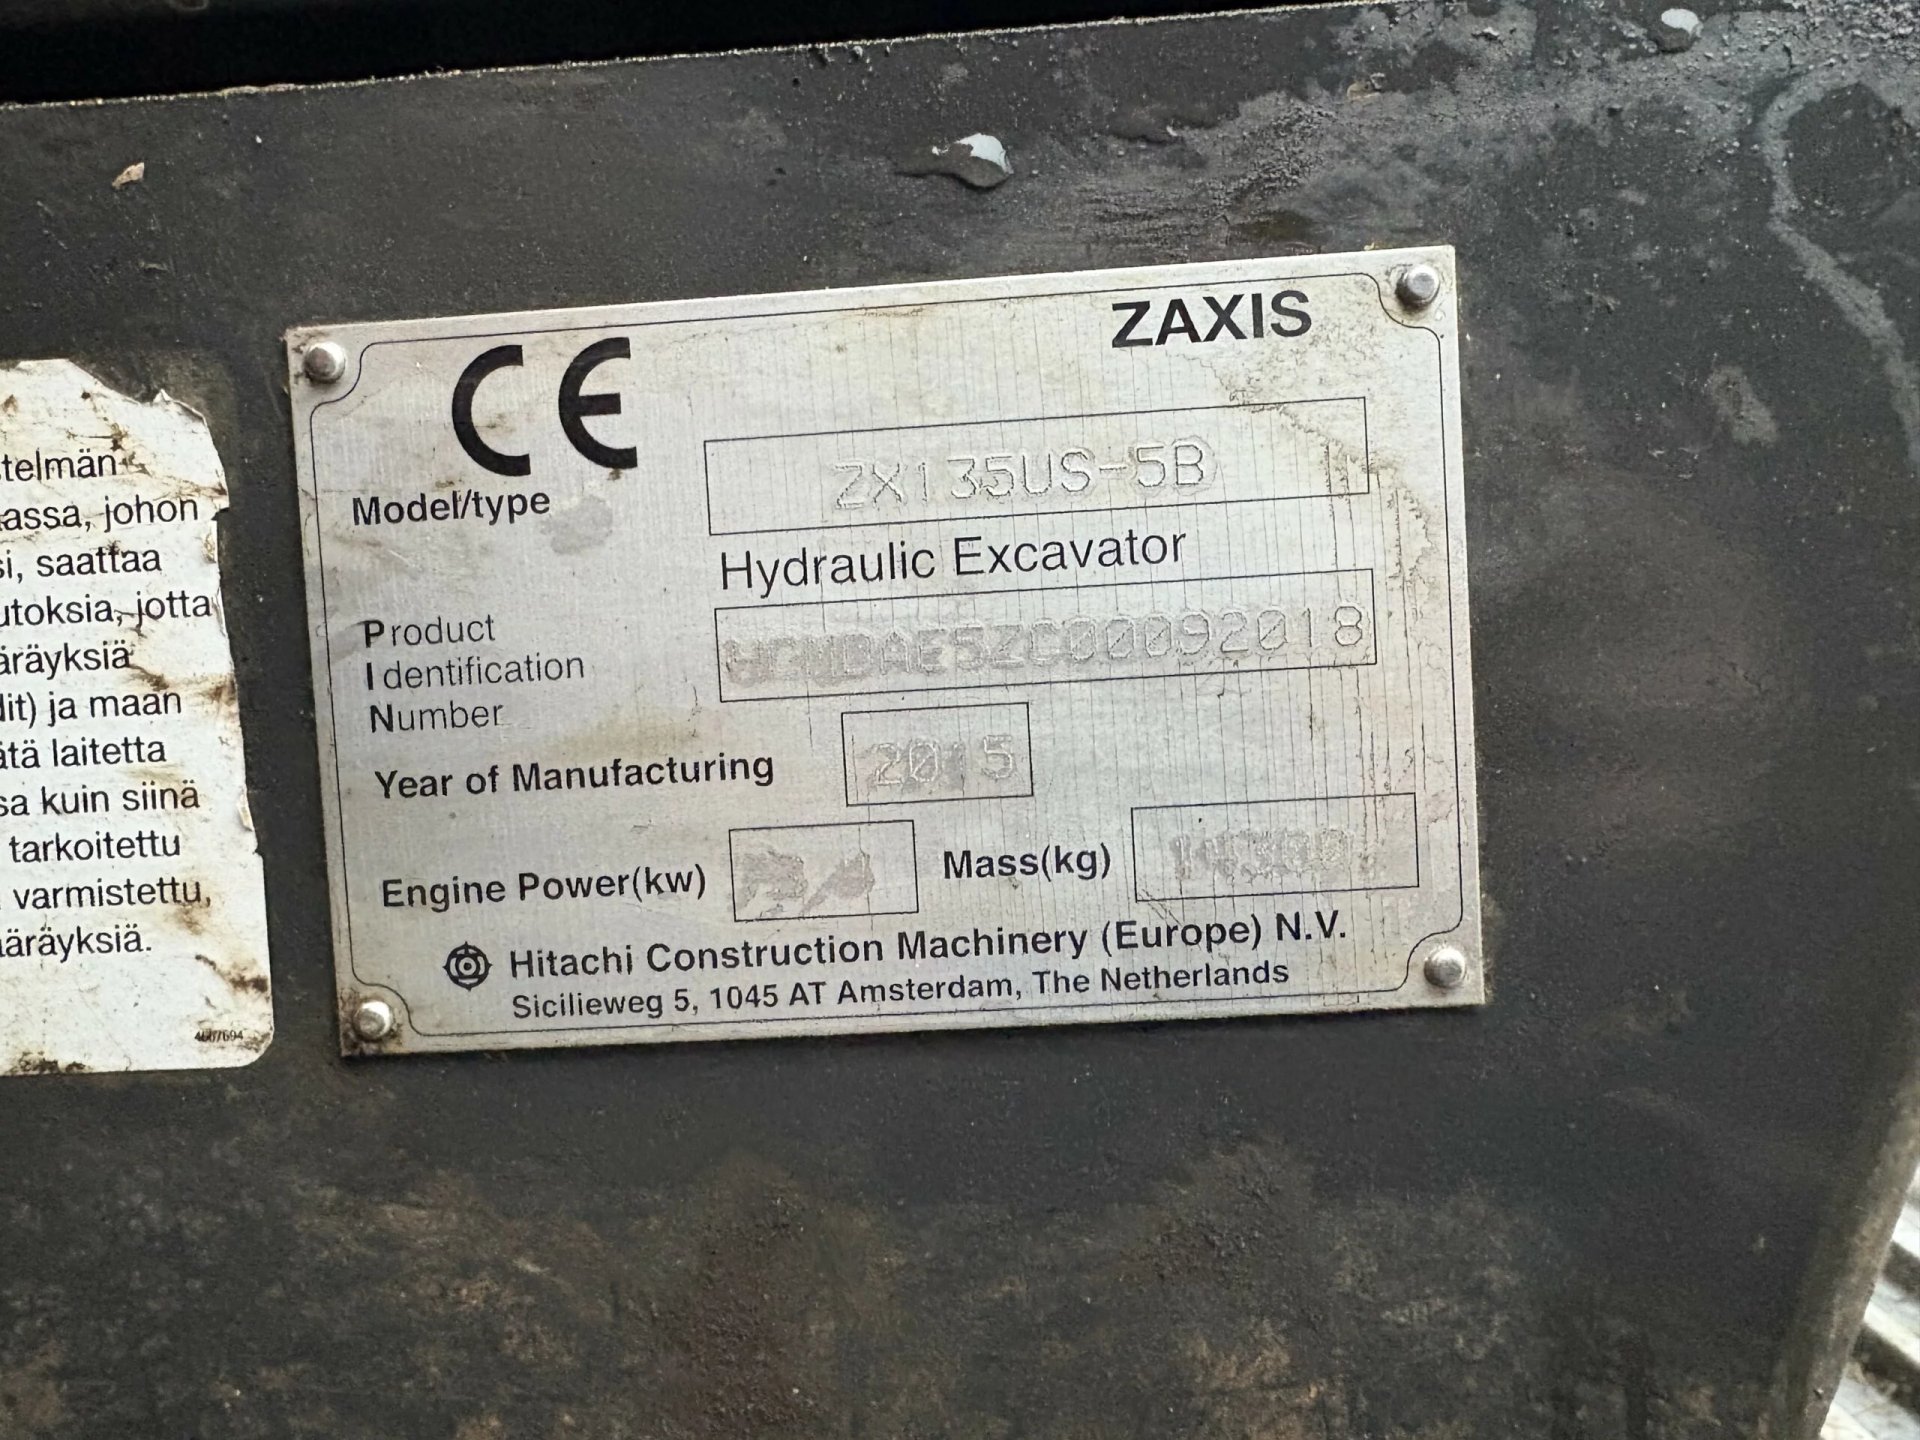 CE
ZAXIS
Model/type
ZX135US-5B
Hydraulic Excavator
Product
Identification
Number
Year of Manufacturing
2015
Engine Power(kw)
Mass(kg)
Hitachi Construction Machinery (Europe) N.V.
Sicilieweg 5, 1045 AT Amsterdam, The Netherlands
telmän
assa, johon
si, saattaa
utoksia, jotta
äräyksiä
dit) ja maan
ätä laitetta
sa kuin siinä
tarkoitettu
varmistettu,
ääräyksiä.